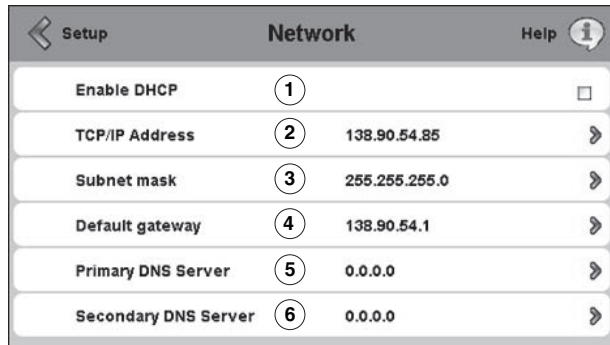 Setup Network Help
Enable DHCP 1
TCP/IP Address 2 138.90.54.85
Subnet mask 3 255.255.255.0
Default gateway 4 138.90.54.1
Primary DNS Server 5 0.0.0.0
Secondary DNS Server 6 0.0.0.0